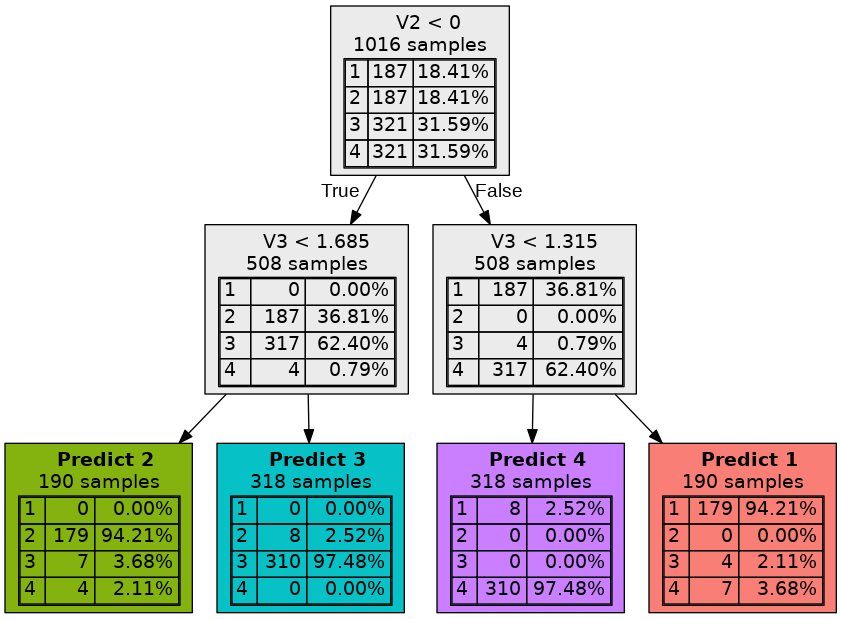 V2 < 0
1016 samples
1 187 18.41%
2 187 18.41%
3 321 31.59%
4 321 31.59%
True
False
V3 < 1.685
508 samples
1 0 0.00%
2 187 36.81%
3 317 62.40%
4 4 0.79%
V3 < 1.315
508 samples
1 187 36.81%
2 0 0.00%
3 4 0.79%
4 317 62.40%
Predict 2
190 samples
1 0 0.00%
2 179 94.21%
3 7 3.68%
4 4 2.11%
Predict 3
318 samples
1 0 0.00%
2 8 2.52%
3 310 97.48%
4 0 0.00%
Predict 4
318 samples
1 8 2.52%
2 0 0.00%
3 0 0.00%
4 310 97.48%
Predict 1
190 samples
1 179 94.21%
2 0 0.00%
3 4 2.11%
4 7 3.68%